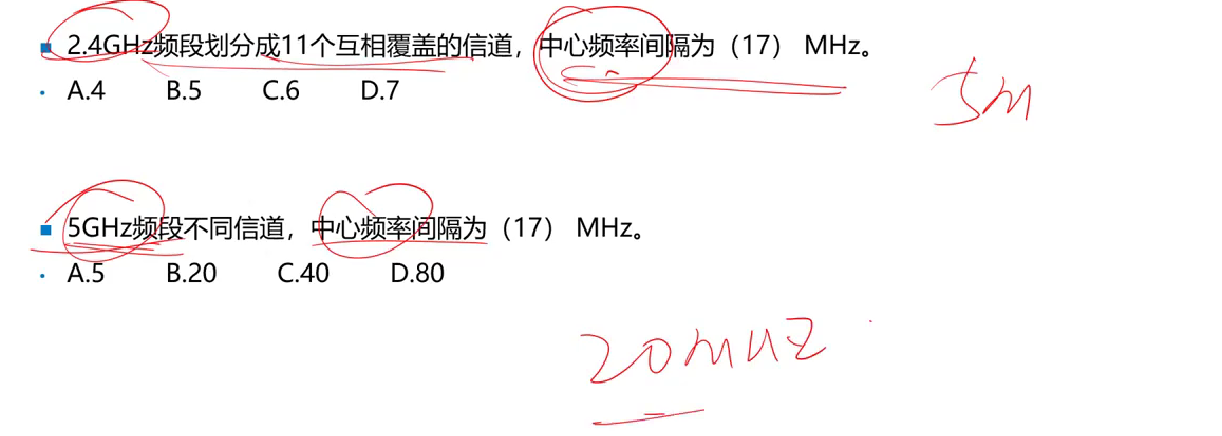 2.4GHz频段划分成11个互相覆盖的信道，中心频率间隔为（17） MHz。
A.4 B.5 C.6 D.7
5m
5GHz频段不同信道，中心频率间隔为（17） MHz。
A.5 B.20 C.40 D.80
20MHZ